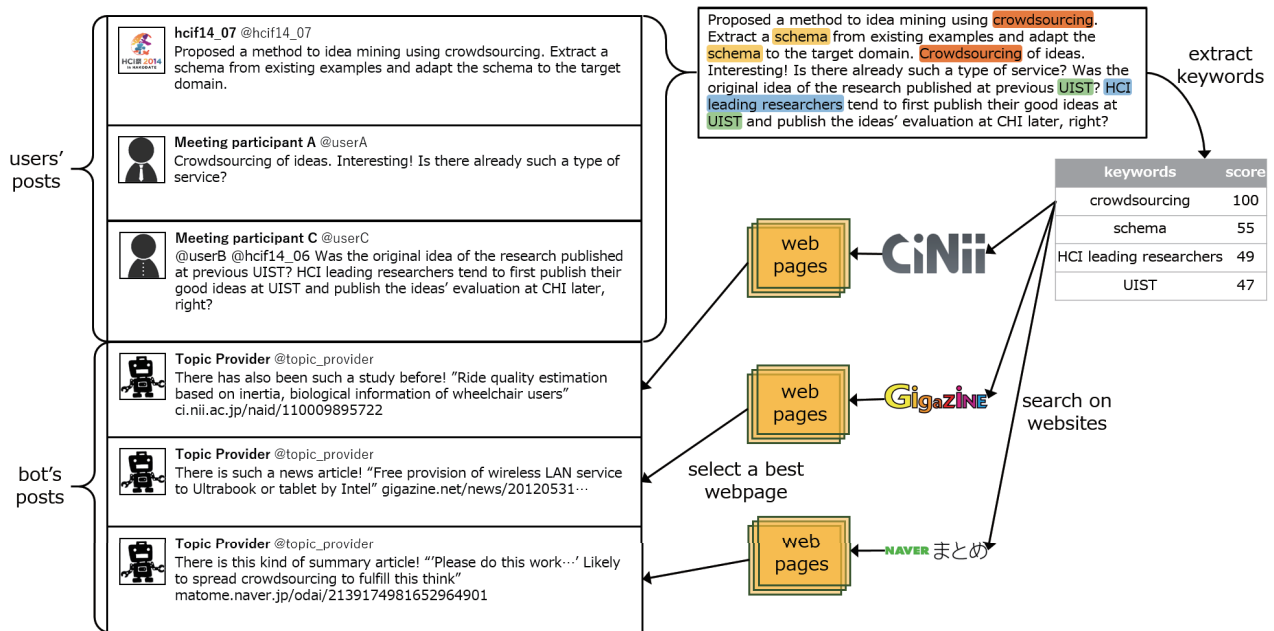 users'
posts
hcif14_07 @hcif14_07
Proposed a method to idea mining using crowdsourcing. Extract a
schema from existing examples and adapt the schema to the target
domain.
HCI研 2014
in HAKODATE
Meeting participant A @userA
Crowdsourcing of ideas. Interesting! Is there already such a type of
service?
Meeting participant C @userC
@userB @hcif14_06 Was the original idea of the research published
at previous UIST? HCI leading researchers tend to first publish their
good ideas at UIST and publish the ideas' evaluation at CHI later,
right?
bot's
posts
Topic Provider @topic_provider
There has also been such a study before! "Ride quality estimation
based on inertia, biological information of wheelchair users"
ci.nii.ac.jp/naid/110009895722
Topic Provider @topic_provider
There is such a news article! "Free provision of wireless LAN service
to Ultrabook or tablet by Intel" gigazine.net/news/20120531…
Topic Provider @topic_provider
There is this kind of summary article! "'Please do this work…' Likely
to spread crowdsourcing to fulfill this think"
matome.naver.jp/odai/2139174981652964901
Proposed a method to idea mining using crowdsourcing.
Extract a schema from existing examples and adapt the
schema to the target domain. Crowdsourcing of ideas.
Interesting! Is there already such a type of service? Was the
original idea of the research published at previous UIST? HCI
leading researchers tend to first publish their good ideas at
UIST and publish the ideas' evaluation at CHI later, right?
extract
keywords
keywords score
crowdsourcing 100
schema 55
HCI leading researchers 49
UIST 47
search on
websites
CiNii
web
pages
GigaZiNE
web
pages
select a best
webpage
NAVER まとめ
web
pages